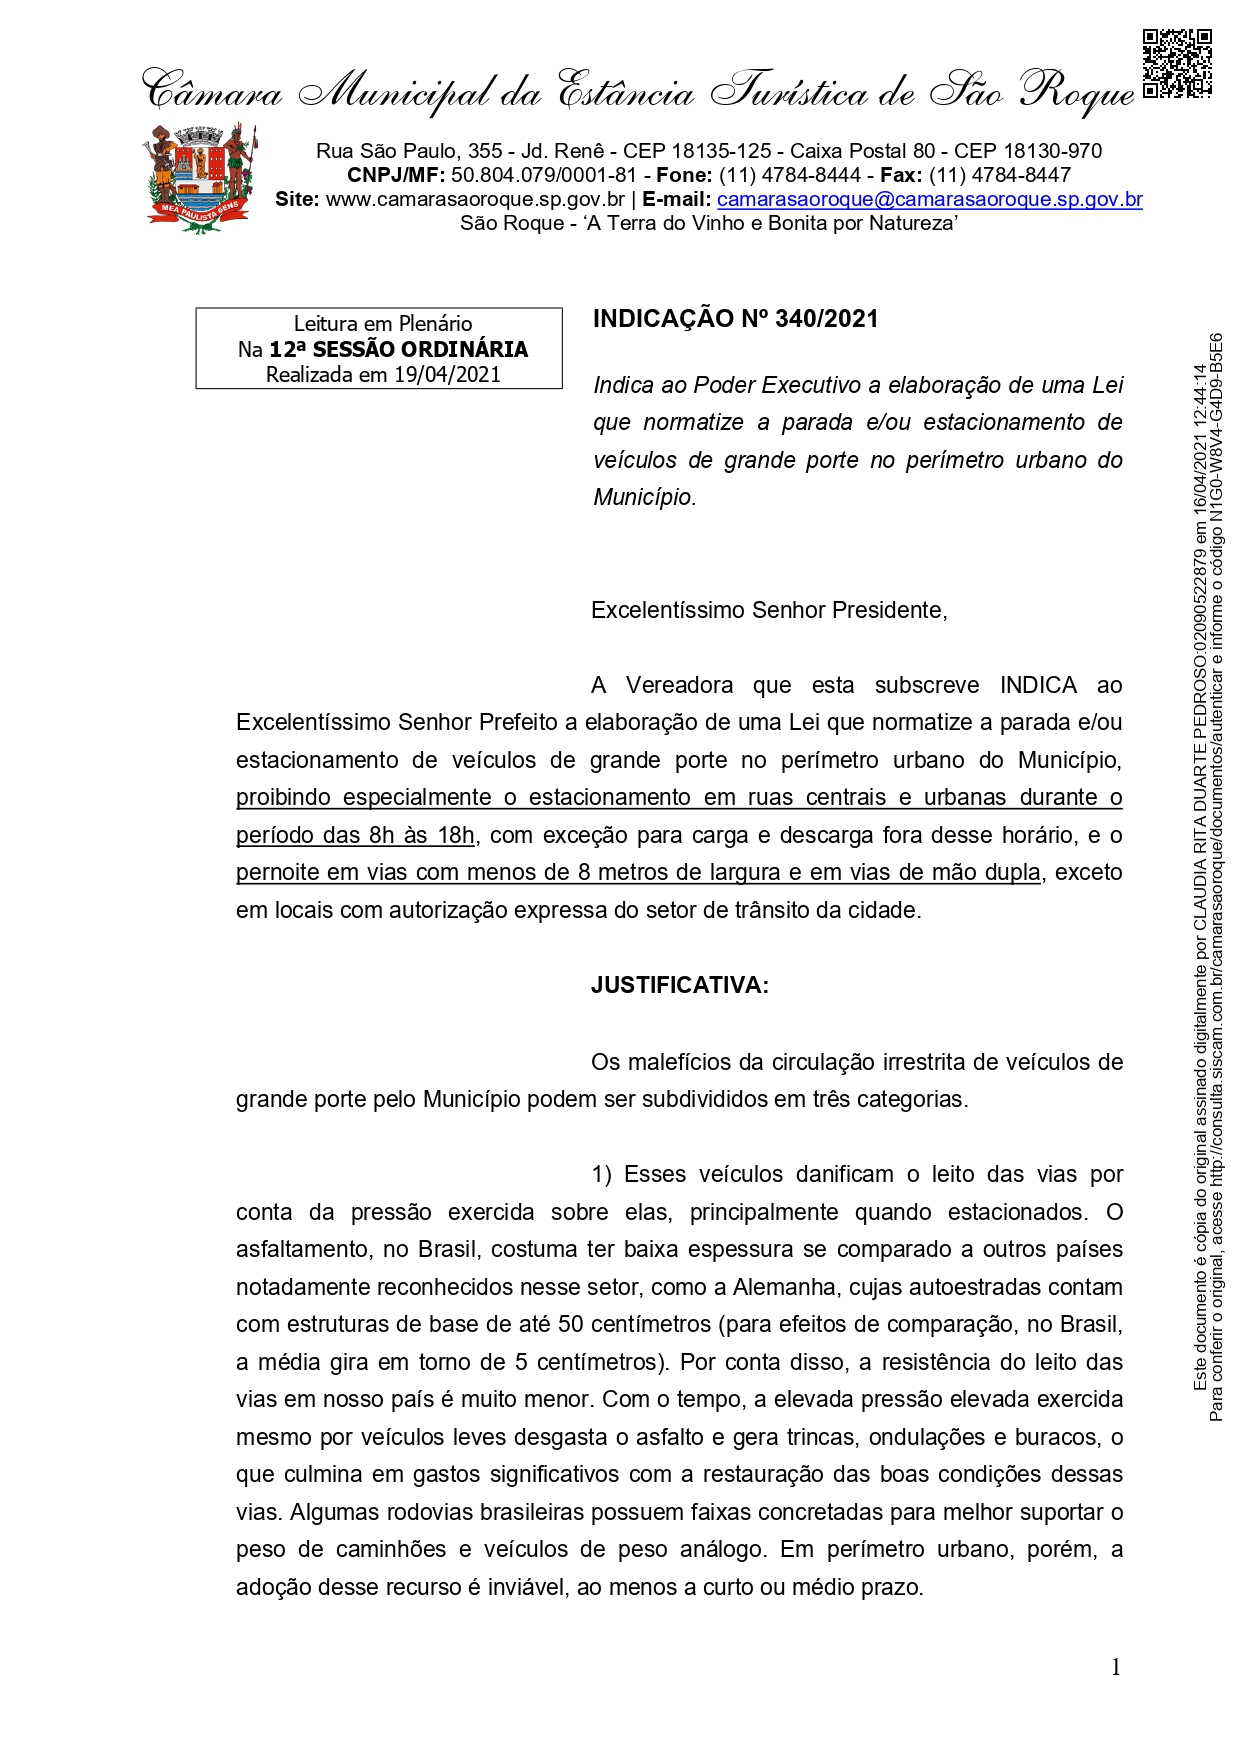 Câmara Municipal da Estância Turística de São Roque
Rua São Paulo, 355 - Jd. Renê - CEP 18135-125 - Caixa Postal 80 - CEP 18130-970
CNPJ/MF: 50.804.079/0001-81 - Fone: (11) 4784-8444 - Fax: (11) 4784-8447
Site: www.camarasaoroque.sp.gov.br | E-mail: camarasaoroque@camarasaoroque.sp.gov.br
São Roque - ‘A Terra do Vinho e Bonita por Natureza’
MEA PAULISTA GENS
Leitura em Plenário
Na 12ª SESSÃO ORDINÁRIA
Realizada em 19/04/2021
INDICAÇÃO Nº 340/2021
Indica ao Poder Executivo a elaboração de uma Lei
que normatize a parada e/ou estacionamento de
veículos de grande porte no perímetro urbano do
Município.
Excelentíssimo Senhor Presidente,
A Vereadora que esta subscreve INDICA ao
Excelentíssimo Senhor Prefeito a elaboração de uma Lei que normatize a parada e/ou
estacionamento de veículos de grande porte no perímetro urbano do Município,
proibindo especialmente o estacionamento em ruas centrais e urbanas durante o
período das 8h às 18h, com exceção para carga e descarga fora desse horário, e o
pernoite em vias com menos de 8 metros de largura e em vias de mão dupla, exceto
em locais com autorização expressa do setor de trânsito da cidade.
JUSTIFICATIVA:
Os malefícios da circulação irrestrita de veículos de
grande porte pelo Município podem ser subdivididos em três categorias.
1) Esses veículos danificam o leito das vias por
conta da pressão exercida sobre elas, principalmente quando estacionados. O
asfaltamento, no Brasil, costuma ter baixa espessura se comparado a outros países
notadamente reconhecidos nesse setor, como a Alemanha, cujas autoestradas contam
com estruturas de base de até 50 centímetros (para efeitos de comparação, no Brasil,
a média gira em torno de 5 centímetros). Por conta disso, a resistência do leito das
vias em nosso país é muito menor. Com o tempo, a elevada pressão elevada exercida
mesmo por veículos leves desgasta o asfalto e gera trincas, ondulações e buracos, o
que culmina em gastos significativos com a restauração das boas condições dessas
vias. Algumas rodovias brasileiras possuem faixas concretadas para melhor suportar o
peso de caminhões e veículos de peso análogo. Em perímetro urbano, porém, a
adoção desse recurso é inviável, ao menos a curto ou médio prazo.
1
Este documento é cópia do original assinado digitalmente por CLAUDIA RITA DUARTE PEDROSO:02090522879 em 16/04/2021 12:44:14
Para conferir o original, acesse http://consulta.siscam.com.br/camarasaoroque/documentos/autenticar e informe o código N1G0-W8V4-G4D9-B5E6